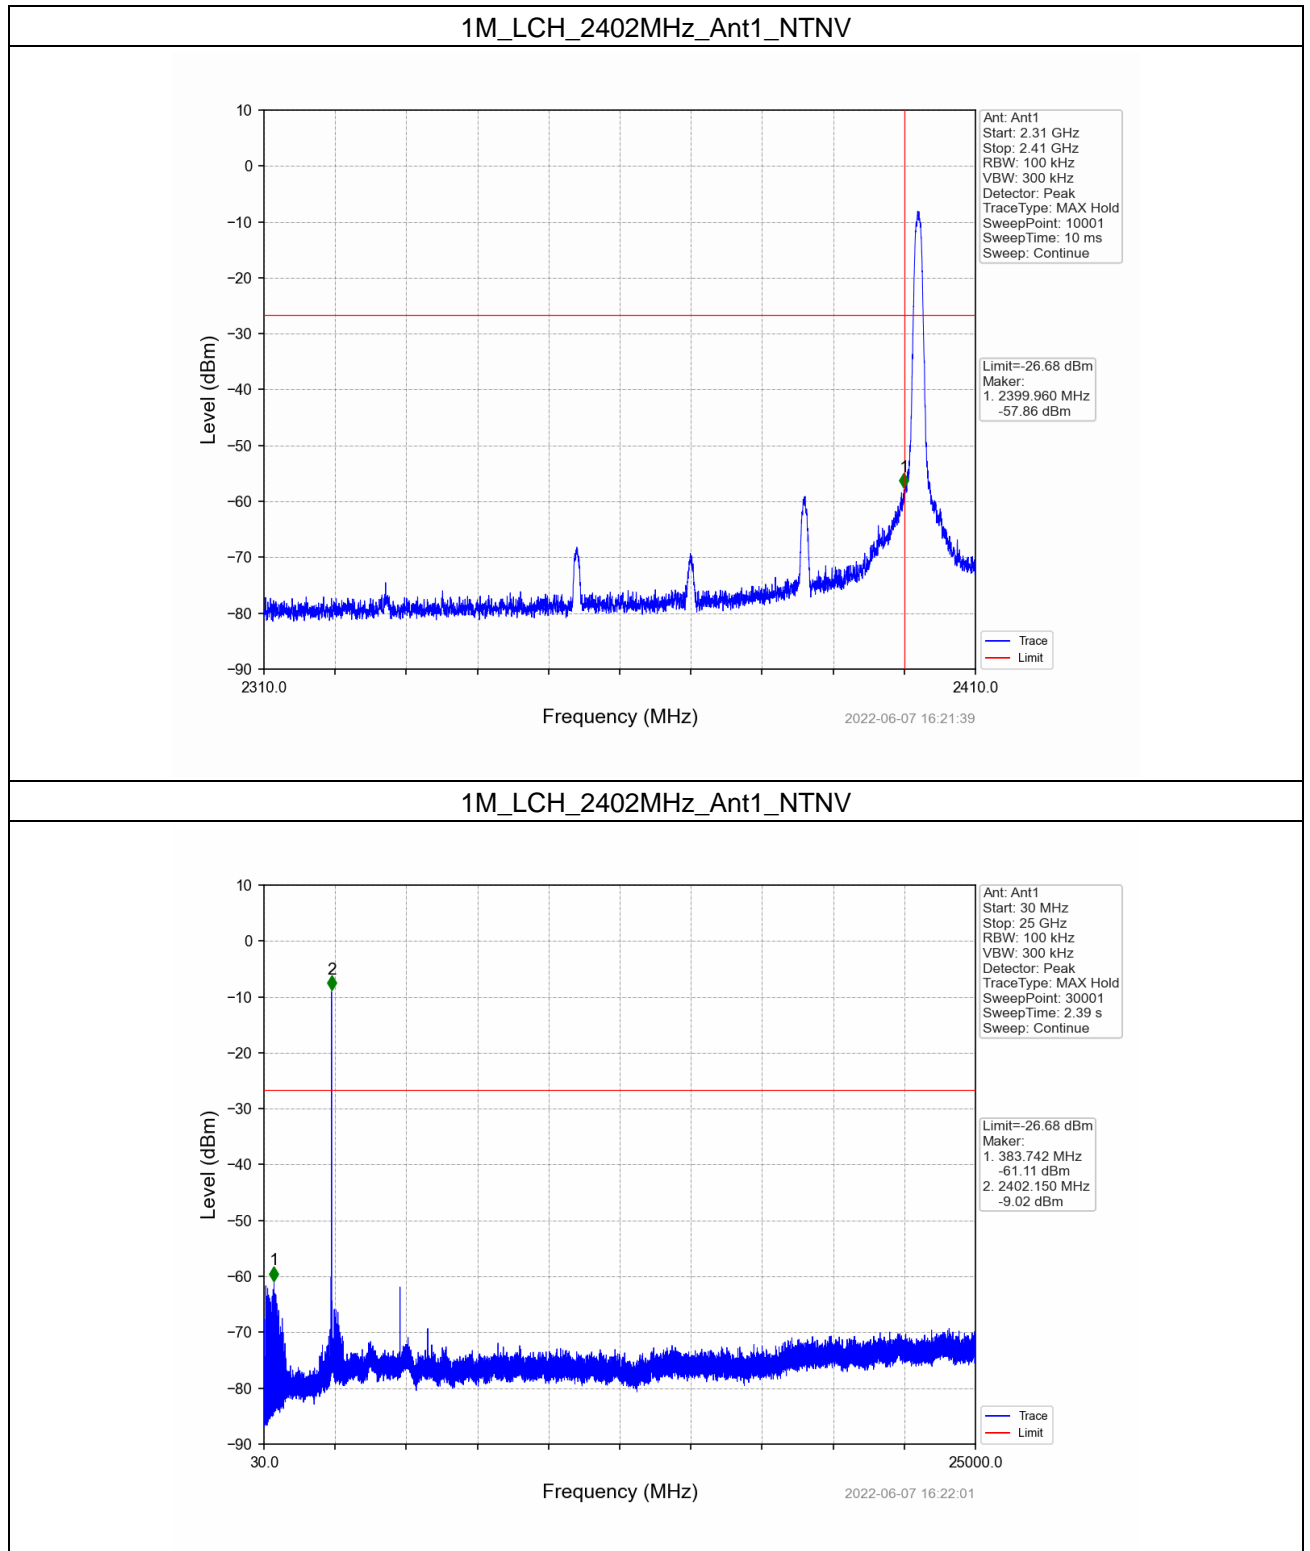 1M_LCH_2402MHz_Ant1_NTNV
10
0
−10
−20
−30
−40
−50
−60
−70
−80
−90
Level (dBm)
1
2310.0
2410.0
Frequency (MHz)
2022-06-07 16:21:39
Ant: Ant1
Start: 2.31 GHz
Stop: 2.41 GHz
RBW: 100 kHz
VBW: 300 kHz
Detector: Peak
TraceType: MAX Hold
SweepPoint: 10001
SweepTime: 10 ms
Sweep: Continue
Limit=-26.68 dBm
Maker:
1. 2399.960 MHz
-57.86 dBm
Trace
Limit
1M_LCH_2402MHz_Ant1_NTNV
10
0
−10
−20
−30
−40
−50
−60
−70
−80
−90
Level (dBm)
2
1
30.0
25000.0
Frequency (MHz)
2022-06-07 16:22:01
Ant: Ant1
Start: 30 MHz
Stop: 25 GHz
RBW: 100 kHz
VBW: 300 kHz
Detector: Peak
TraceType: MAX Hold
SweepPoint: 30001
SweepTime: 2.39 s
Sweep: Continue
Limit=-26.68 dBm
Maker:
1. 383.742 MHz
-61.11 dBm
2. 2402.150 MHz
-9.02 dBm
Trace
Limit